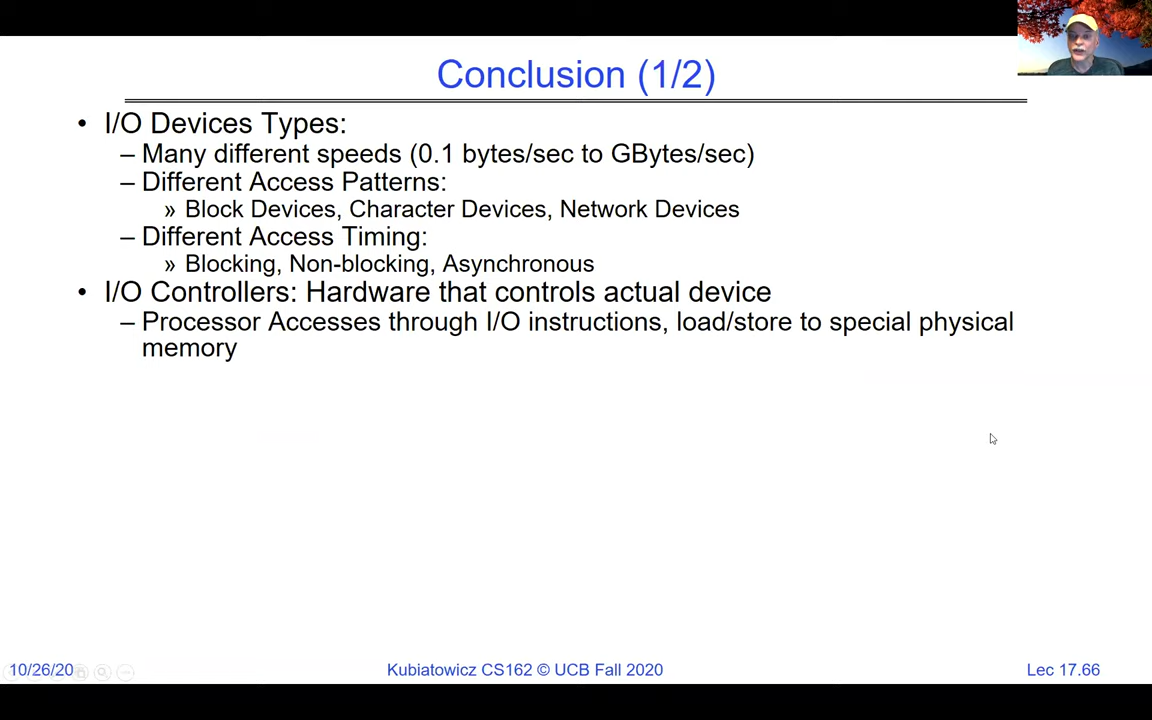 Conclusion (1/2)
• I/O Devices Types:
– Many different speeds (0.1 bytes/sec to GBytes/sec)
– Different Access Patterns:
» Block Devices, Character Devices, Network Devices
– Different Access Timing:
» Blocking, Non-blocking, Asynchronous
• I/O Controllers: Hardware that controls actual device
– Processor Accesses through I/O instructions, load/store to special physical
memory
10/26/20
Kubiatowicz CS162 © UCB Fall 2020
Lec 17.66